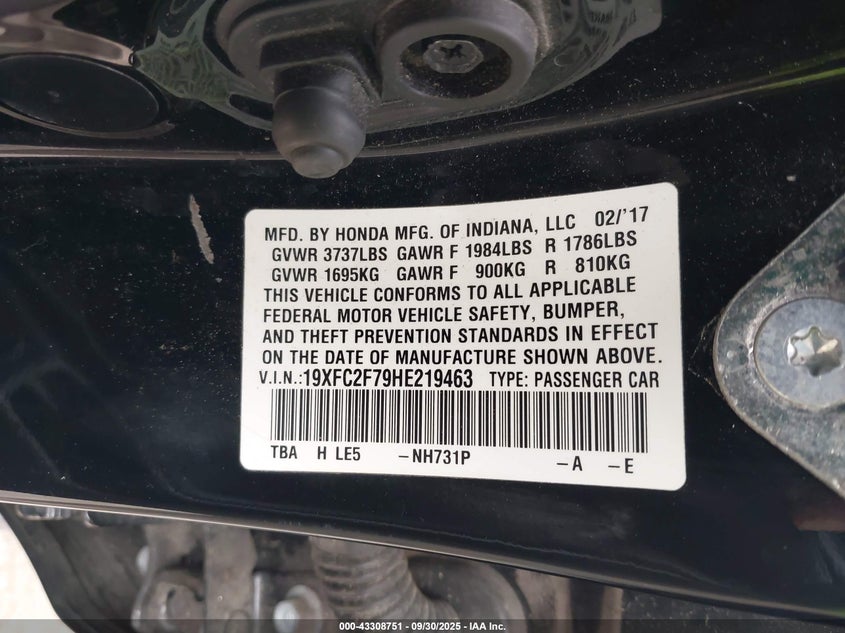 MFD. BY HONDA MFG. OF INDIANA, LLC 02/'17
GVWR 3737LBS GAWR F 1984LBS R 1786LBS
GVWR 1695KG GAWR F 900KG R 810KG
THIS VEHICLE CONFORMS TO ALL APPLICABLE
FEDERAL MOTOR VEHICLE SAFETY, BUMPER,
AND THEFT PREVENTION STANDARDS IN EFFECT
ON THE DATE OF MANUFACTURE SHOWN ABOVE.
V.I.N.:19XFC2F79HE219463 TYPE: PASSENGER CAR
TBA H LE5 -NH731P -A -E
000-43308751 - 09/30/2025 - IAA Inc.